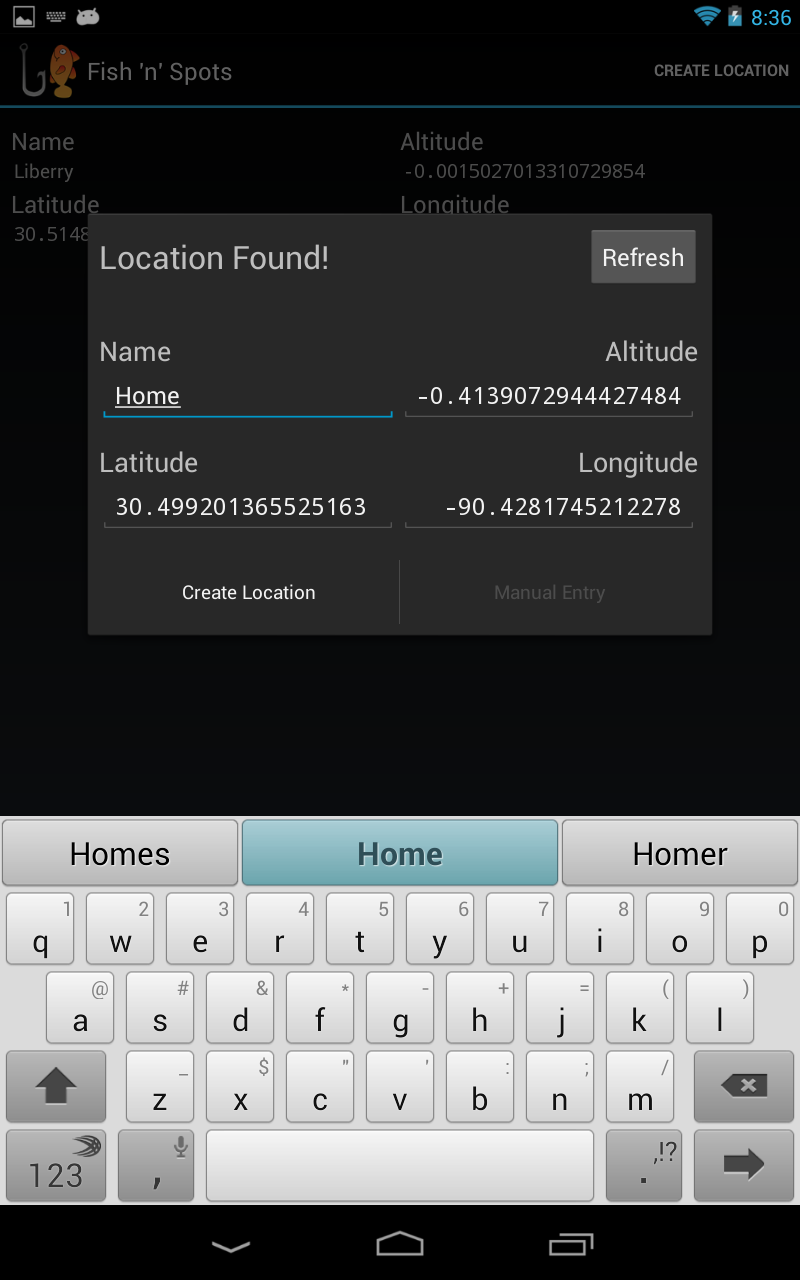 8:36
Fish 'n' Spots CREATE LOCATION
Name Altitude
Liberry -0.0015027013310729854
Latitude Longitude
30.5148
Location Found! Refresh
Name Altitude
Home -0.4139072944427484
Latitude Longitude
30.499201365525163 -90.4281745212278
Create Location Manual Entry
Homes Home Homer
1 2 3 4 5 6 7 8 9 0
q w e r t y u i o p
@ # & * - + = ( )
a s d f g h j k l
_ $ " ' : ; /
z x c v b n m
,!?
123 , .